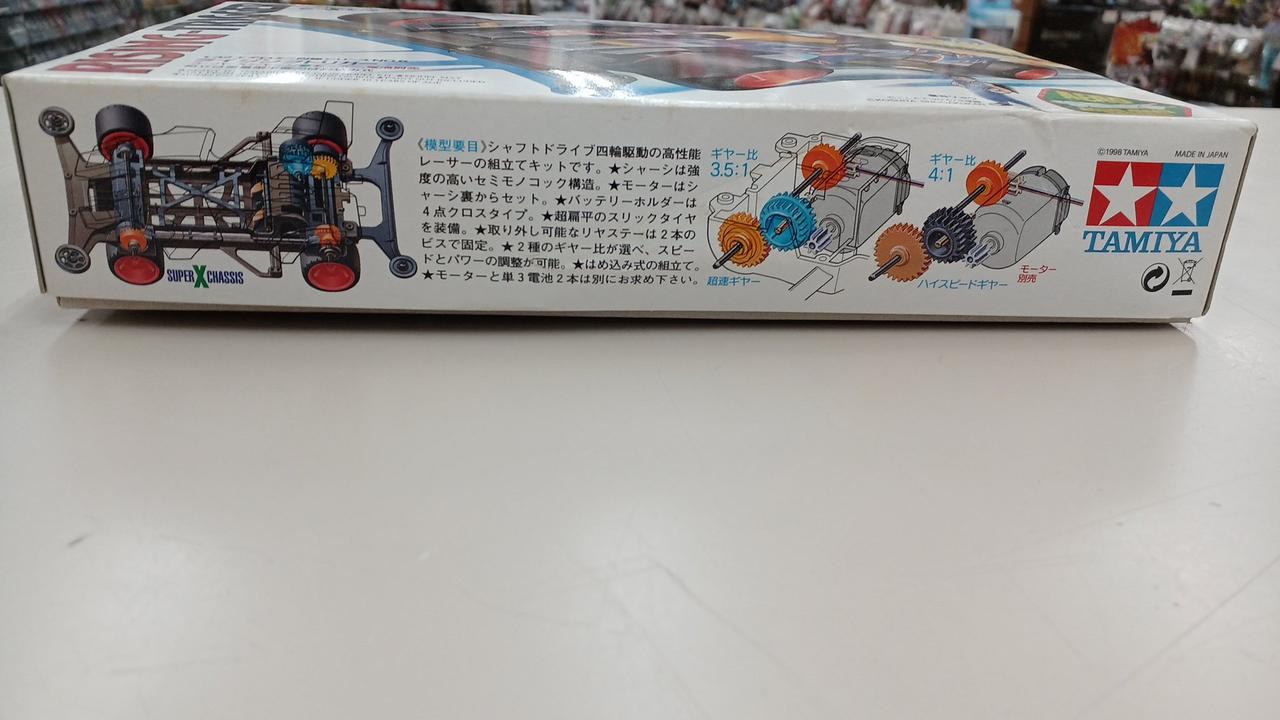 《模型要目》シャフトドライブ四輪駆動の高性能
レーサーの組立てキットです。★シャーシは強
度の高いセミモノコック構造。★モーターはシ
ャーシ裏からセット。★バッテリーホルダーは
4点クロスタイプ。★超扁平のスリックタイヤ
を装備。★取り外し可能なリヤステーは2本の
ビスで固定。★2種のギヤー比が選べ、スピー
ドとパワーの調整が可能。★はめ込み式の組立て。
★モーターと単3電池2本は別にお求め下さい。
SUPER X CHASSIS
ギヤー比
3.5:1
超速ギヤー
ギヤー比
4:1
ハイスピードギヤー
モーター
別売
©1998 TAMIYA MADE IN JAPAN
TAMIYA